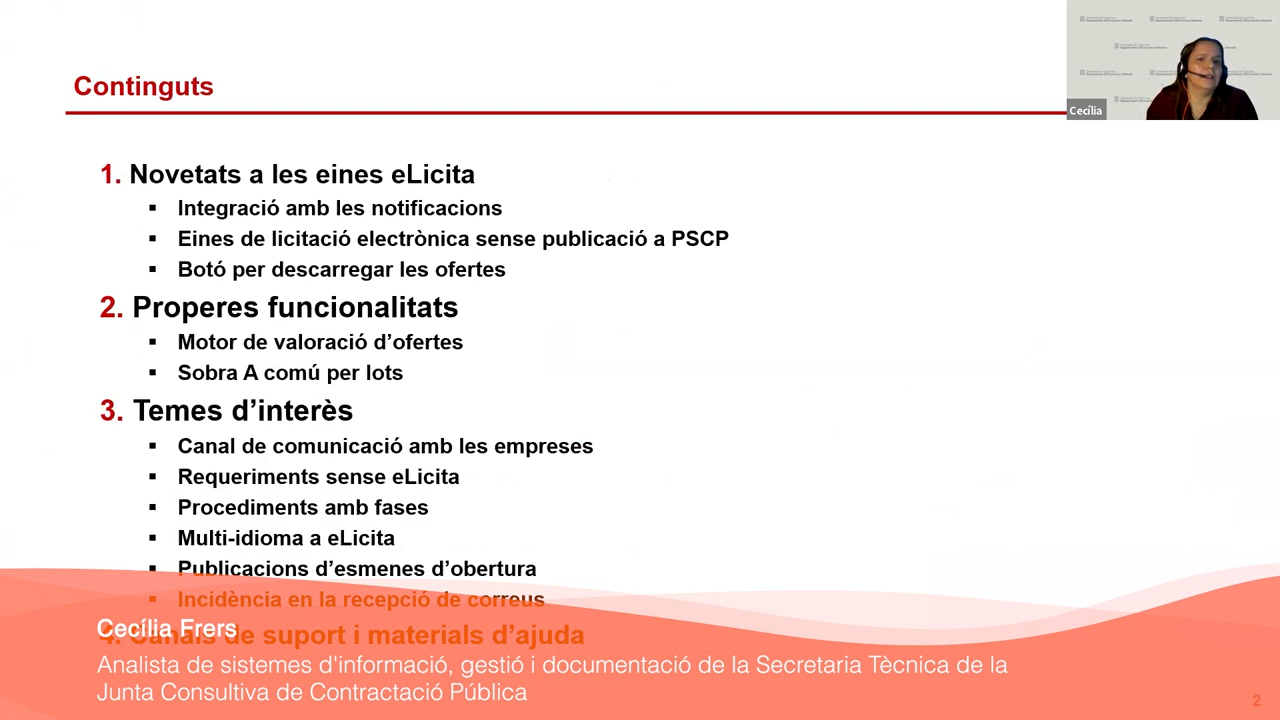 Continguts
Cecília
1. Novetats a les eines eLicita
▪ Integració amb les notificacions
▪ Eines de licitació electrònica sense publicació a PSCP
▪ Botó per descarregar les ofertes
2. Properes funcionalitats
▪ Motor de valoració d’ofertes
▪ Sobra A comú per lots
3. Temes d’interès
▪ Canal de comunicació amb les empreses
▪ Requeriments sense eLicita
▪ Procediments amb fases
▪ Multi-idioma a eLicita
▪ Publicacions d’esmenes d’obertura
▪ Incidència en la recepció de correus
4. Canals de suport i materials d’ajuda
Cecília Frers
Analista de sistemes d'informació, gestió i documentació de la Secretaria Tècnica de la
Junta Consultiva de Contractació Pública
2